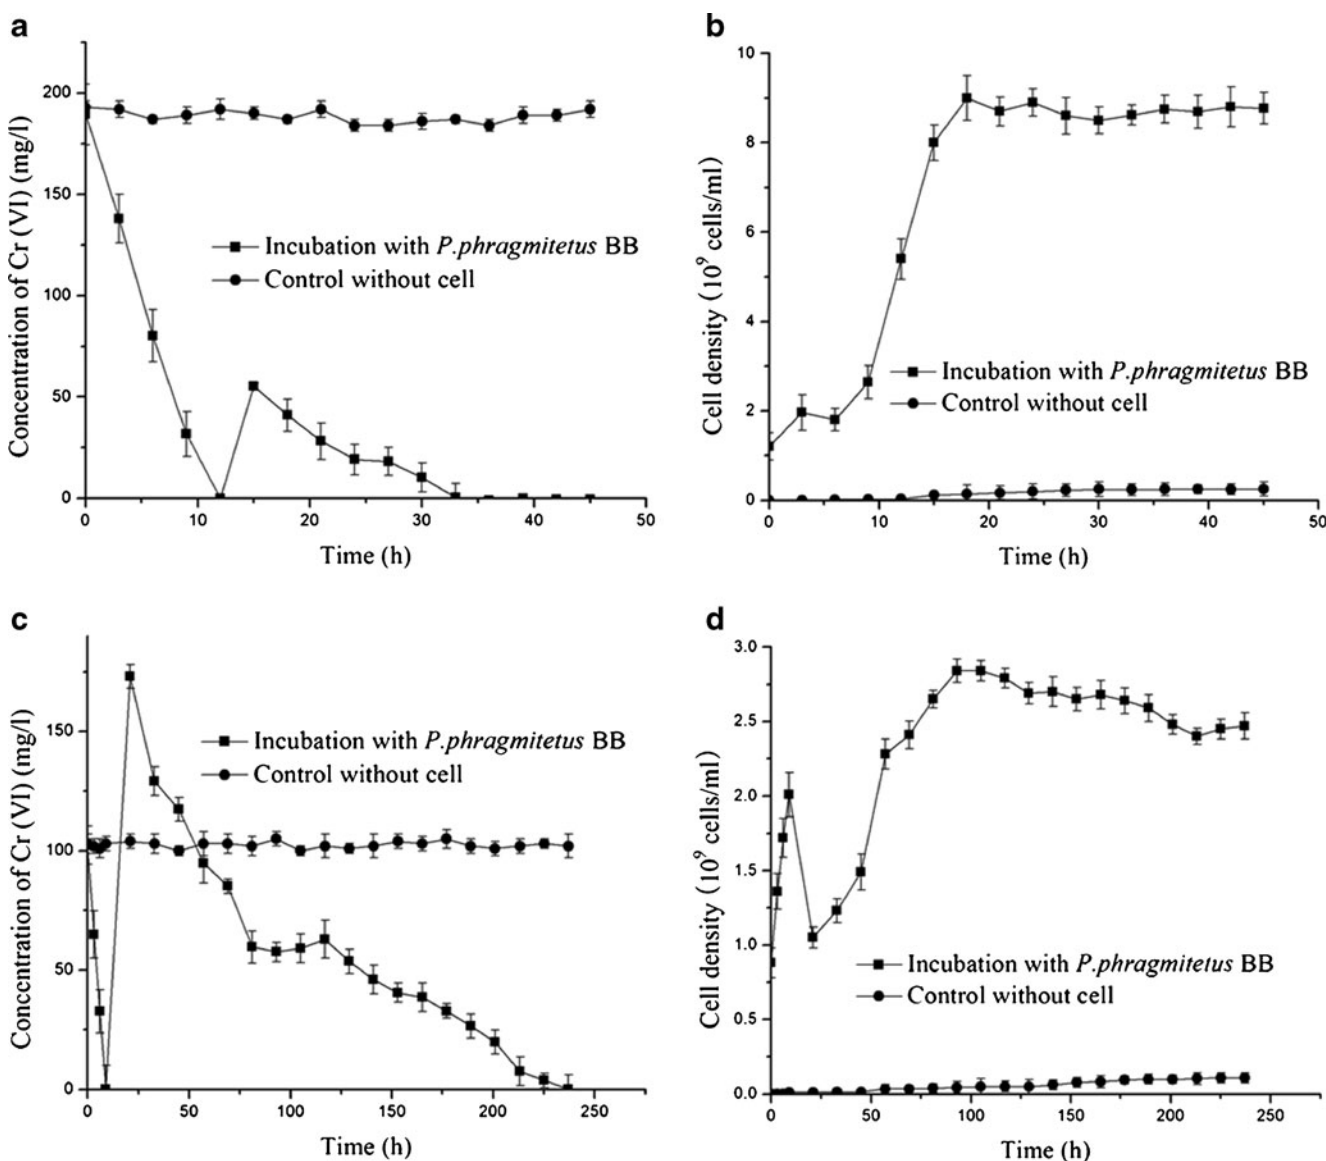 a
Concentration of Cr (VI) (mg/l)
200
150
100
50
0
Incubation with P.phragmitetus BB
Control without cell
0 10 20 30 40 50
Time (h)
b
Cell density (10⁹ cells/ml)
10
8
6
4
2
0
Incubation with P.phragmitetus BB
Control without cell
0 10 20 30 40 50
Time (h)
c
Concentration of Cr (VI) (mg/l)
150
100
50
0
Incubation with P.phragmitetus BB
Control without cell
0 50 100 150 200 250
Time (h)
d
Cell density (10⁹ cells/ml)
3.0
2.5
2.0
1.5
1.0
0.5
0.0
Incubation with P.phragmitetus BB
Control without cell
0 50 100 150 200 250
Time (h)